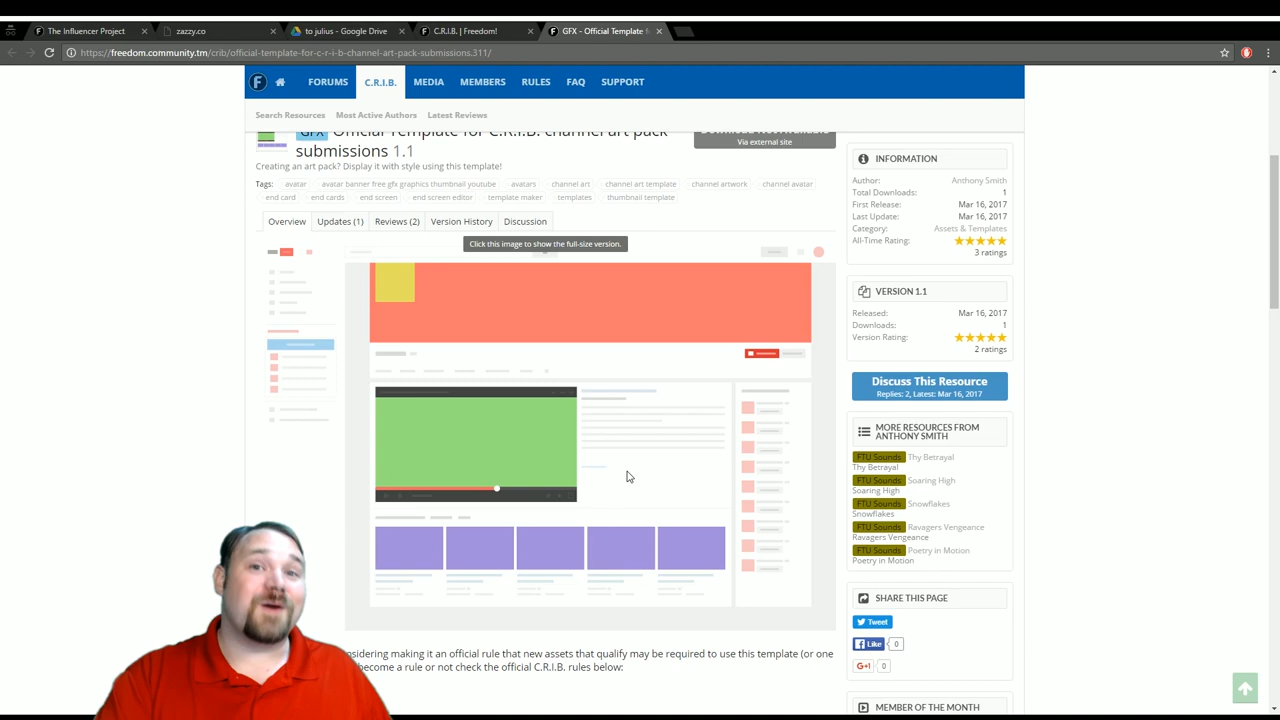 The Influencer Project
zazzy.co
to julius - Google Drive
C.R.I.B. | Freedom!
GFX - Official Template fo
https://freedom.community.tm/crib/official-template-for-c-r-i-b-channel-art-pack-submissions.311/
FORUMS C.R.I.B. MEDIA MEMBERS RULES FAQ SUPPORT
Search Resources Most Active Authors Latest Reviews
GFX Official Template for C.R.I.B. channel art pack
submissions 1.1
Via external site
Creating an art pack? Display it with style using this template!
Tags: avatar avatar banner free gfx graphics thumbnail youtube avatars channel art channel art template channel artwork channel avatar
end card end cards end screen end screen editor template maker templates thumbnail template
Overview Updates (1) Reviews (2) Version History Discussion
Click this image to show the full-size version.
nsidering making it an official rule that new assets that qualify may be required to use this template (or one
become a rule or not check the official C.R.I.B. rules below:
INFORMATION
Author: Anthony Smith
Total Downloads: 1
First Release: Mar 16, 2017
Last Update: Mar 16, 2017
Category: Assets & Templates
All-Time Rating:
3 ratings
VERSION 1.1
Released: Mar 16, 2017
Downloads: 1
Version Rating:
2 ratings
Discuss This Resource
Replies: 2, Latest: Mar 16, 2017
MORE RESOURCES FROM
ANTHONY SMITH
FTU Sounds Thy Betrayal
Thy Betrayal
FTU Sounds Soaring High
Soaring High
FTU Sounds Snowflakes
Snowflakes
FTU Sounds Ravagers Vengeance
Ravagers Vengeance
FTU Sounds Poetry in Motion
Poetry in Motion
SHARE THIS PAGE
Tweet
Like 0
G+1 0
MEMBER OF THE MONTH